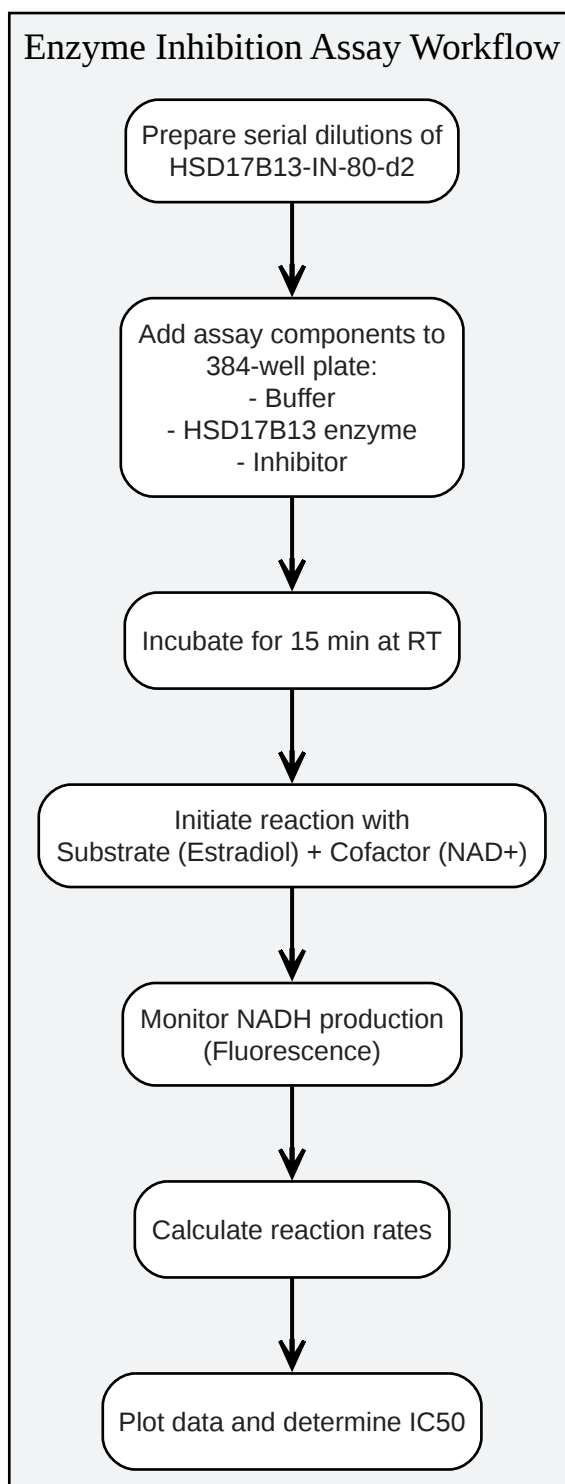 Enzyme Inhibition Assay Workflow
Prepare serial dilutions of
HSD17B13-IN-80-d2
Add assay components to
384-well plate:
- Buffer
- HSD17B13 enzyme
- Inhibitor
Incubate for 15 min at RT
Initiate reaction with
Substrate (Estradiol) + Cofactor (NAD+)
Monitor NADH production
(Fluorescence)
Calculate reaction rates
Plot data and determine IC50